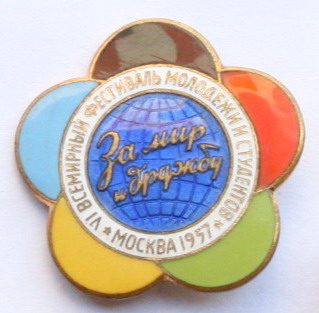 VI ВСЕМИРНЫЙ ФЕСТИВАЛЬ МОЛОДЕЖИ И СТУДЕНТОВ
МОСКВА 1957
За мир
и дружбу